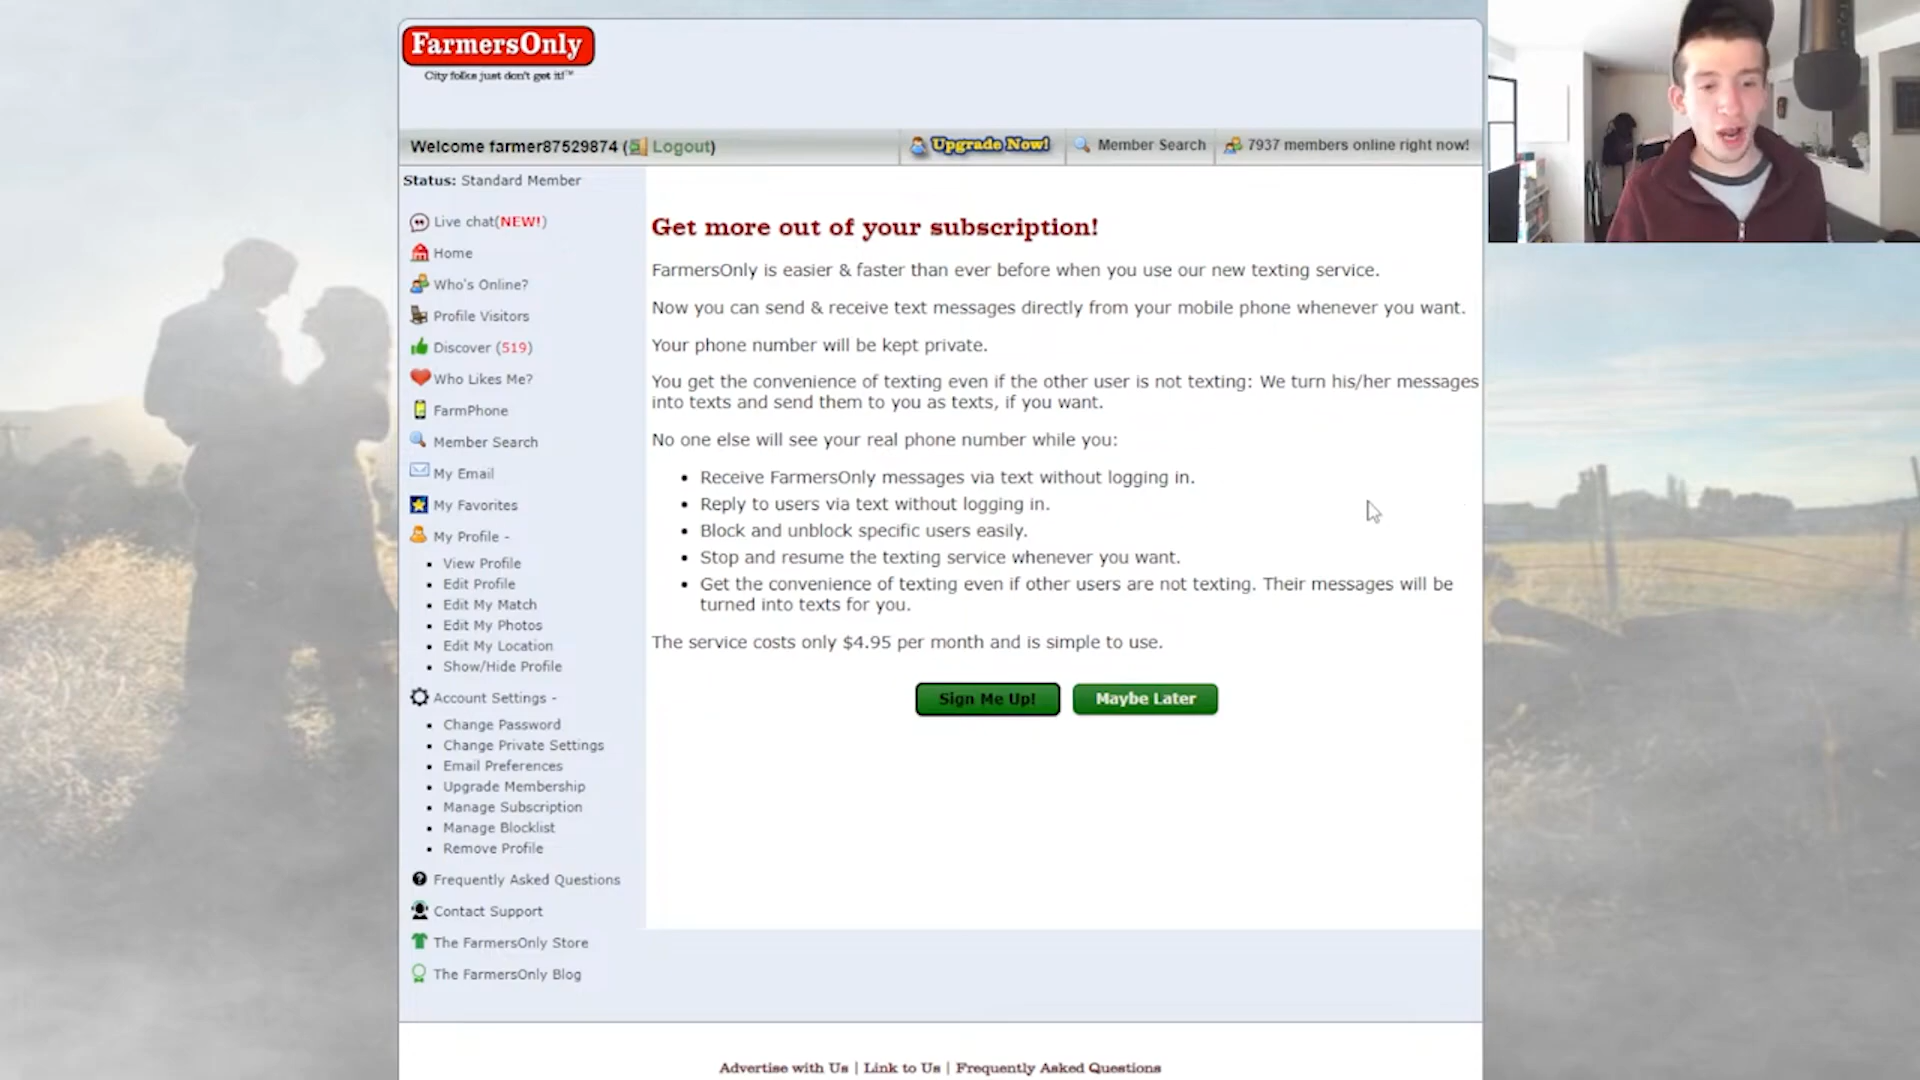 FarmersOnly
City folks just don't get it!™
Welcome farmer87529874 ( Logout)
Upgrade Now!
Member Search
7937 members online right now!
Status: Standard Member
Live chat(NEW!)
Home
Who's Online?
Profile Visitors
Discover (519)
Who Likes Me?
FarmPhone
Member Search
My Email
My Favorites
My Profile -
View Profile
Edit Profile
Edit My Match
Edit My Photos
Edit My Location
Show/Hide Profile
Account Settings -
Change Password
Change Private Settings
Email Preferences
Upgrade Membership
Manage Subscription
Manage Blocklist
Remove Profile
Frequently Asked Questions
Contact Support
The FarmersOnly Store
The FarmersOnly Blog
Get more out of your subscription!
FarmersOnly is easier & faster than ever before when you use our new texting service.
Now you can send & receive text messages directly from your mobile phone whenever you want.
Your phone number will be kept private.
You get the convenience of texting even if the other user is not texting: We turn his/her messages
into texts and send them to you as texts, if you want.
No one else will see your real phone number while you:
Receive FarmersOnly messages via text without logging in.
Reply to users via text without logging in.
Block and unblock specific users easily.
Stop and resume the texting service whenever you want.
Get the convenience of texting even if other users are not texting. Their messages will be
turned into texts for you.
The service costs only $4.95 per month and is simple to use.
Sign Me Up!
Maybe Later
Advertise with Us | Link to Us | Frequently Asked Questions